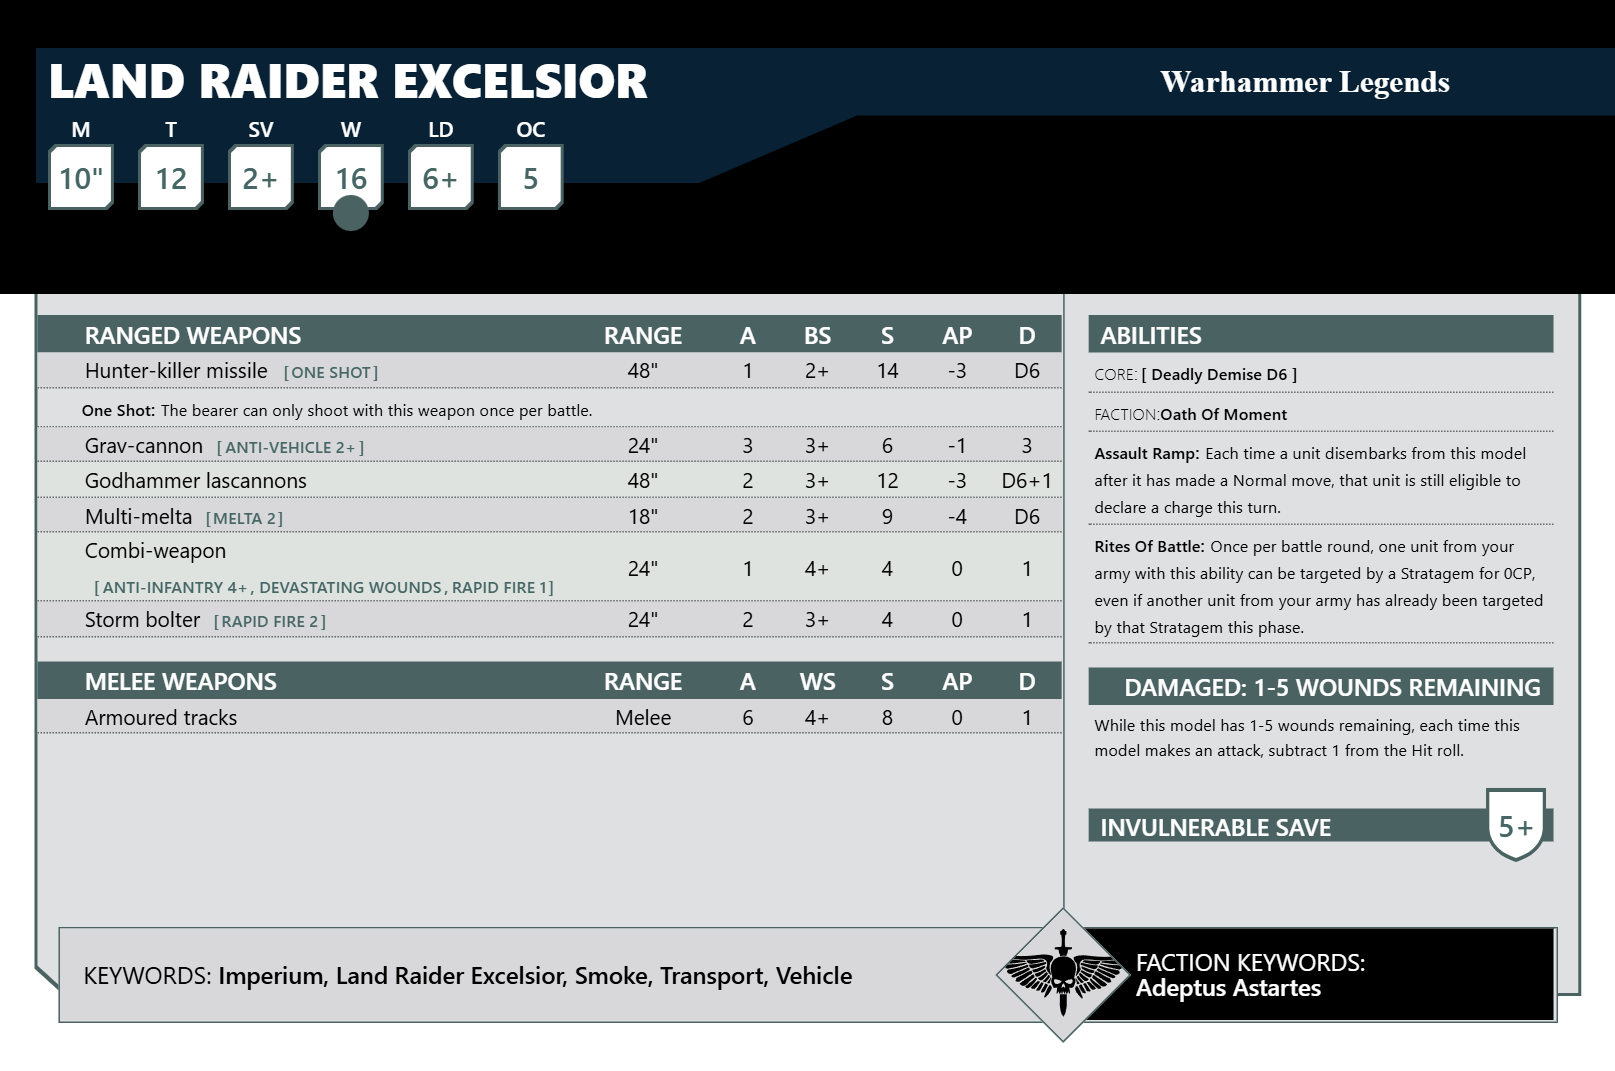 LAND RAIDER EXCELSIOR
Warhammer Legends
M T SV W LD OC
10" 12 2+ 16 6+ 5
RANGED WEAPONS RANGE A BS S AP D
Hunter-killer missile [ONE SHOT] 48" 1 2+ 14 -3 D6
One Shot: The bearer can only shoot with this weapon once per battle.
Grav-cannon [ANTI-VEHICLE 2+] 24" 3 3+ 6 -1 3
Godhammer lascannons 48" 2 3+ 12 -3 D6+1
Multi-melta [MELTA 2] 18" 2 3+ 9 -4 D6
Combi-weapon
[ANTI-INFANTRY 4+, DEVASTATING WOUNDS, RAPID FIRE 1] 24" 1 4+ 4 0 1
Storm bolter [RAPID FIRE 2] 24" 2 3+ 4 0 1
MELEE WEAPONS RANGE A WS S AP D
Armoured tracks Melee 6 4+ 8 0 1
ABILITIES
CORE: [ Deadly Demise D6 ]
FACTION:Oath Of Moment
Assault Ramp: Each time a unit disembarks from this model
after it has made a Normal move, that unit is still eligible to
declare a charge this turn.
Rites Of Battle: Once per battle round, one unit from your
army with this ability can be targeted by a Stratagem for 0CP,
even if another unit from your army has already been targeted
by that Stratagem this phase.
DAMAGED: 1-5 WOUNDS REMAINING
While this model has 1-5 wounds remaining, each time this
model makes an attack, subtract 1 from the Hit roll.
INVULNERABLE SAVE 5+
KEYWORDS: Imperium, Land Raider Excelsior, Smoke, Transport, Vehicle
FACTION KEYWORDS:
Adeptus Astartes